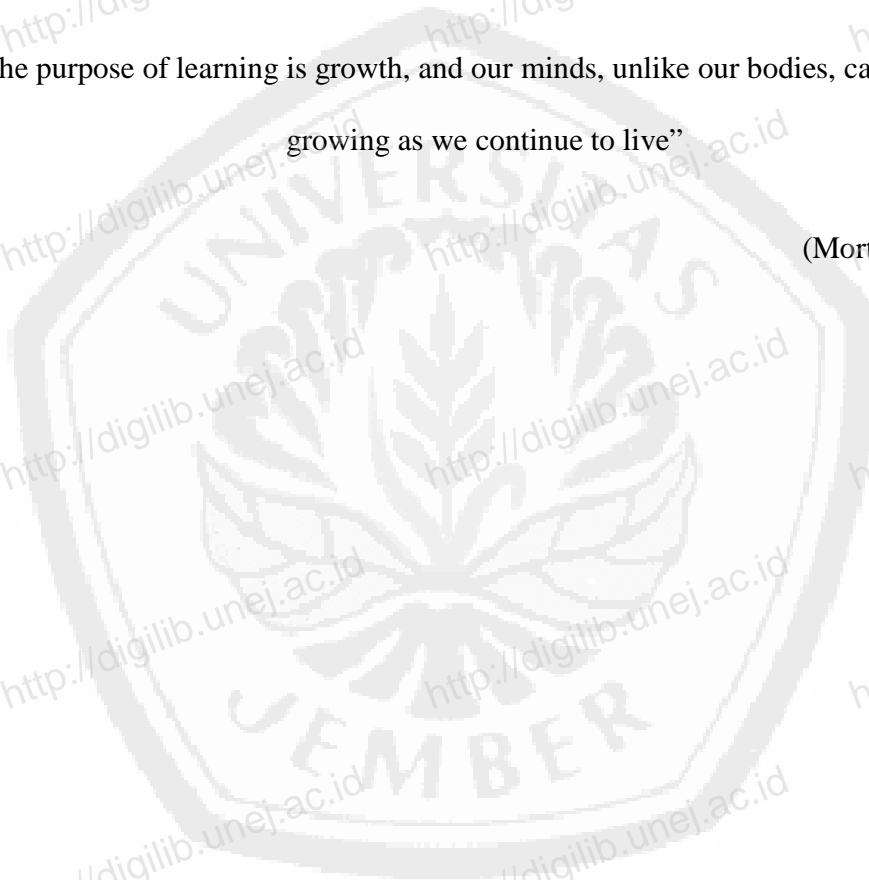 http://digilib.unej.ac.id http://digilib.unej.ac.id
he purpose of learning is growth, and our minds, unlike our bodies, ca
growing as we continue to live”
(Mort
UNIVERSITAS
http://digilib.unej.ac.id http://digilib.unej.ac.id
http://digilib.unej.ac.id http://digilib.unej.ac.id
JEMBER
//digilib.unej.ac.id //digilib.unej.ac.id